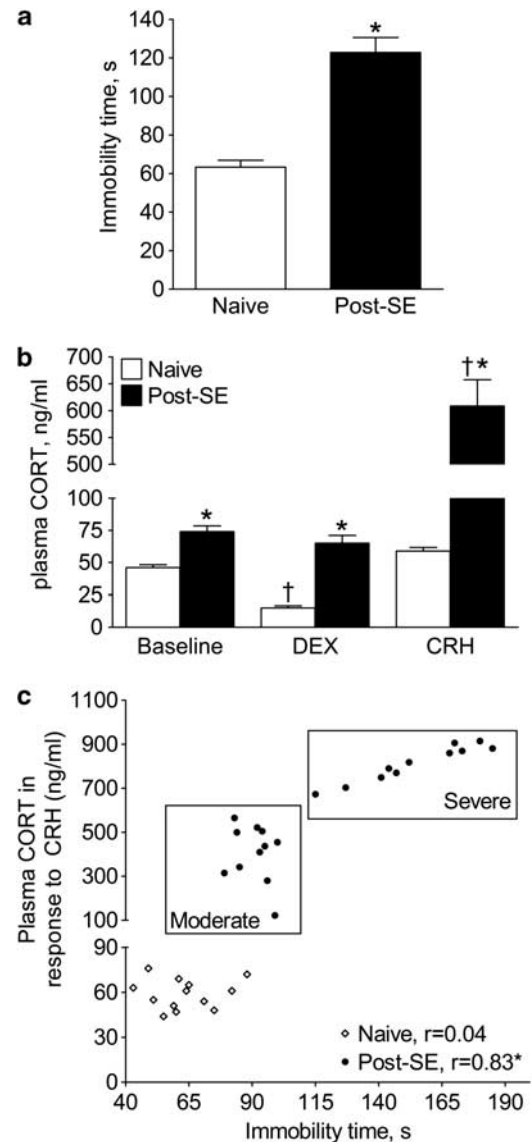 a
140
120
100
80
60
40
20
0
Immobility time, s
*
Naive
Post-SE
b
700
650
600
550
500
100
75
50
25
0
plasma CORT, ng/ml
Naive
Post-SE
*
†
*
†*
Baseline
DEX
CRH
c
1100
900
700
500
300
100
90
60
30
0
Plasma CORT in
response to CRH (ng/ml)
Severe
Moderate
Naive, r=0.04
Post-SE, r=0.83*
40
65
90
115
140
165
190
Immobility time, s